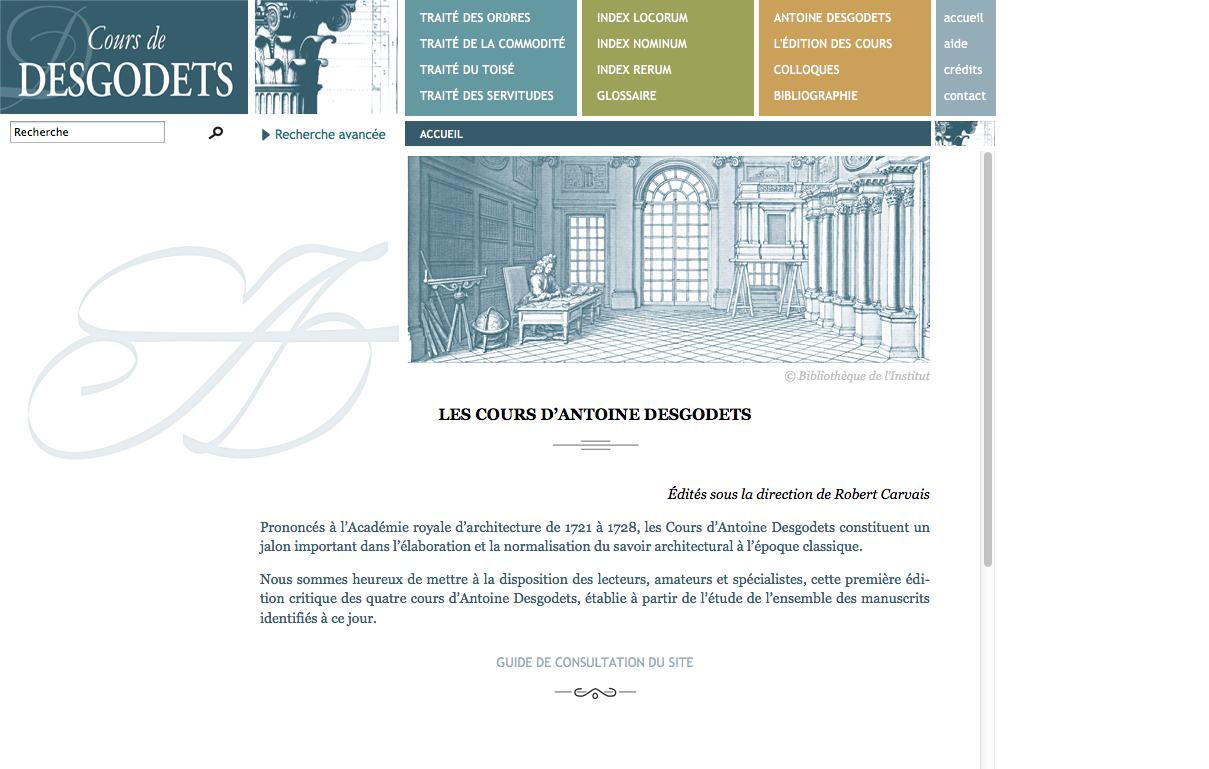 Cours de
DESGODETS
TRAITÉ DES ORDRES
TRAITÉ DE LA COMMODITÉ
TRAITÉ DU TOISÉ
TRAITÉ DES SERVITUDES
INDEX LOCORUM
INDEX NOMINUM
INDEX RERUM
GLOSSAIRE
ANTOINE DESGODETS
L'ÉDITION DES COURS
COLLOQUES
BIBLIOGRAPHIE
accueil
aide
crédits
contact
Recherche
Recherche avancée
ACCUEIL
© Bibliothèque de l'Institut
LES COURS D’ANTOINE DESGODETS
Édités sous la direction de Robert Carvais
Prononcés à l’Académie royale d’architecture de 1721 à 1728, les Cours d’Antoine Desgodets constituent un
jalon important dans l’élaboration et la normalisation du savoir architectural à l’époque classique.
Nous sommes heureux de mettre à la disposition des lecteurs, amateurs et spécialistes, cette première édi-
tion critique des quatre cours d’Antoine Desgodets, établie à partir de l’étude de l’ensemble des manuscrits
identifiés à ce jour.
GUIDE DE CONSULTATION DU SITE